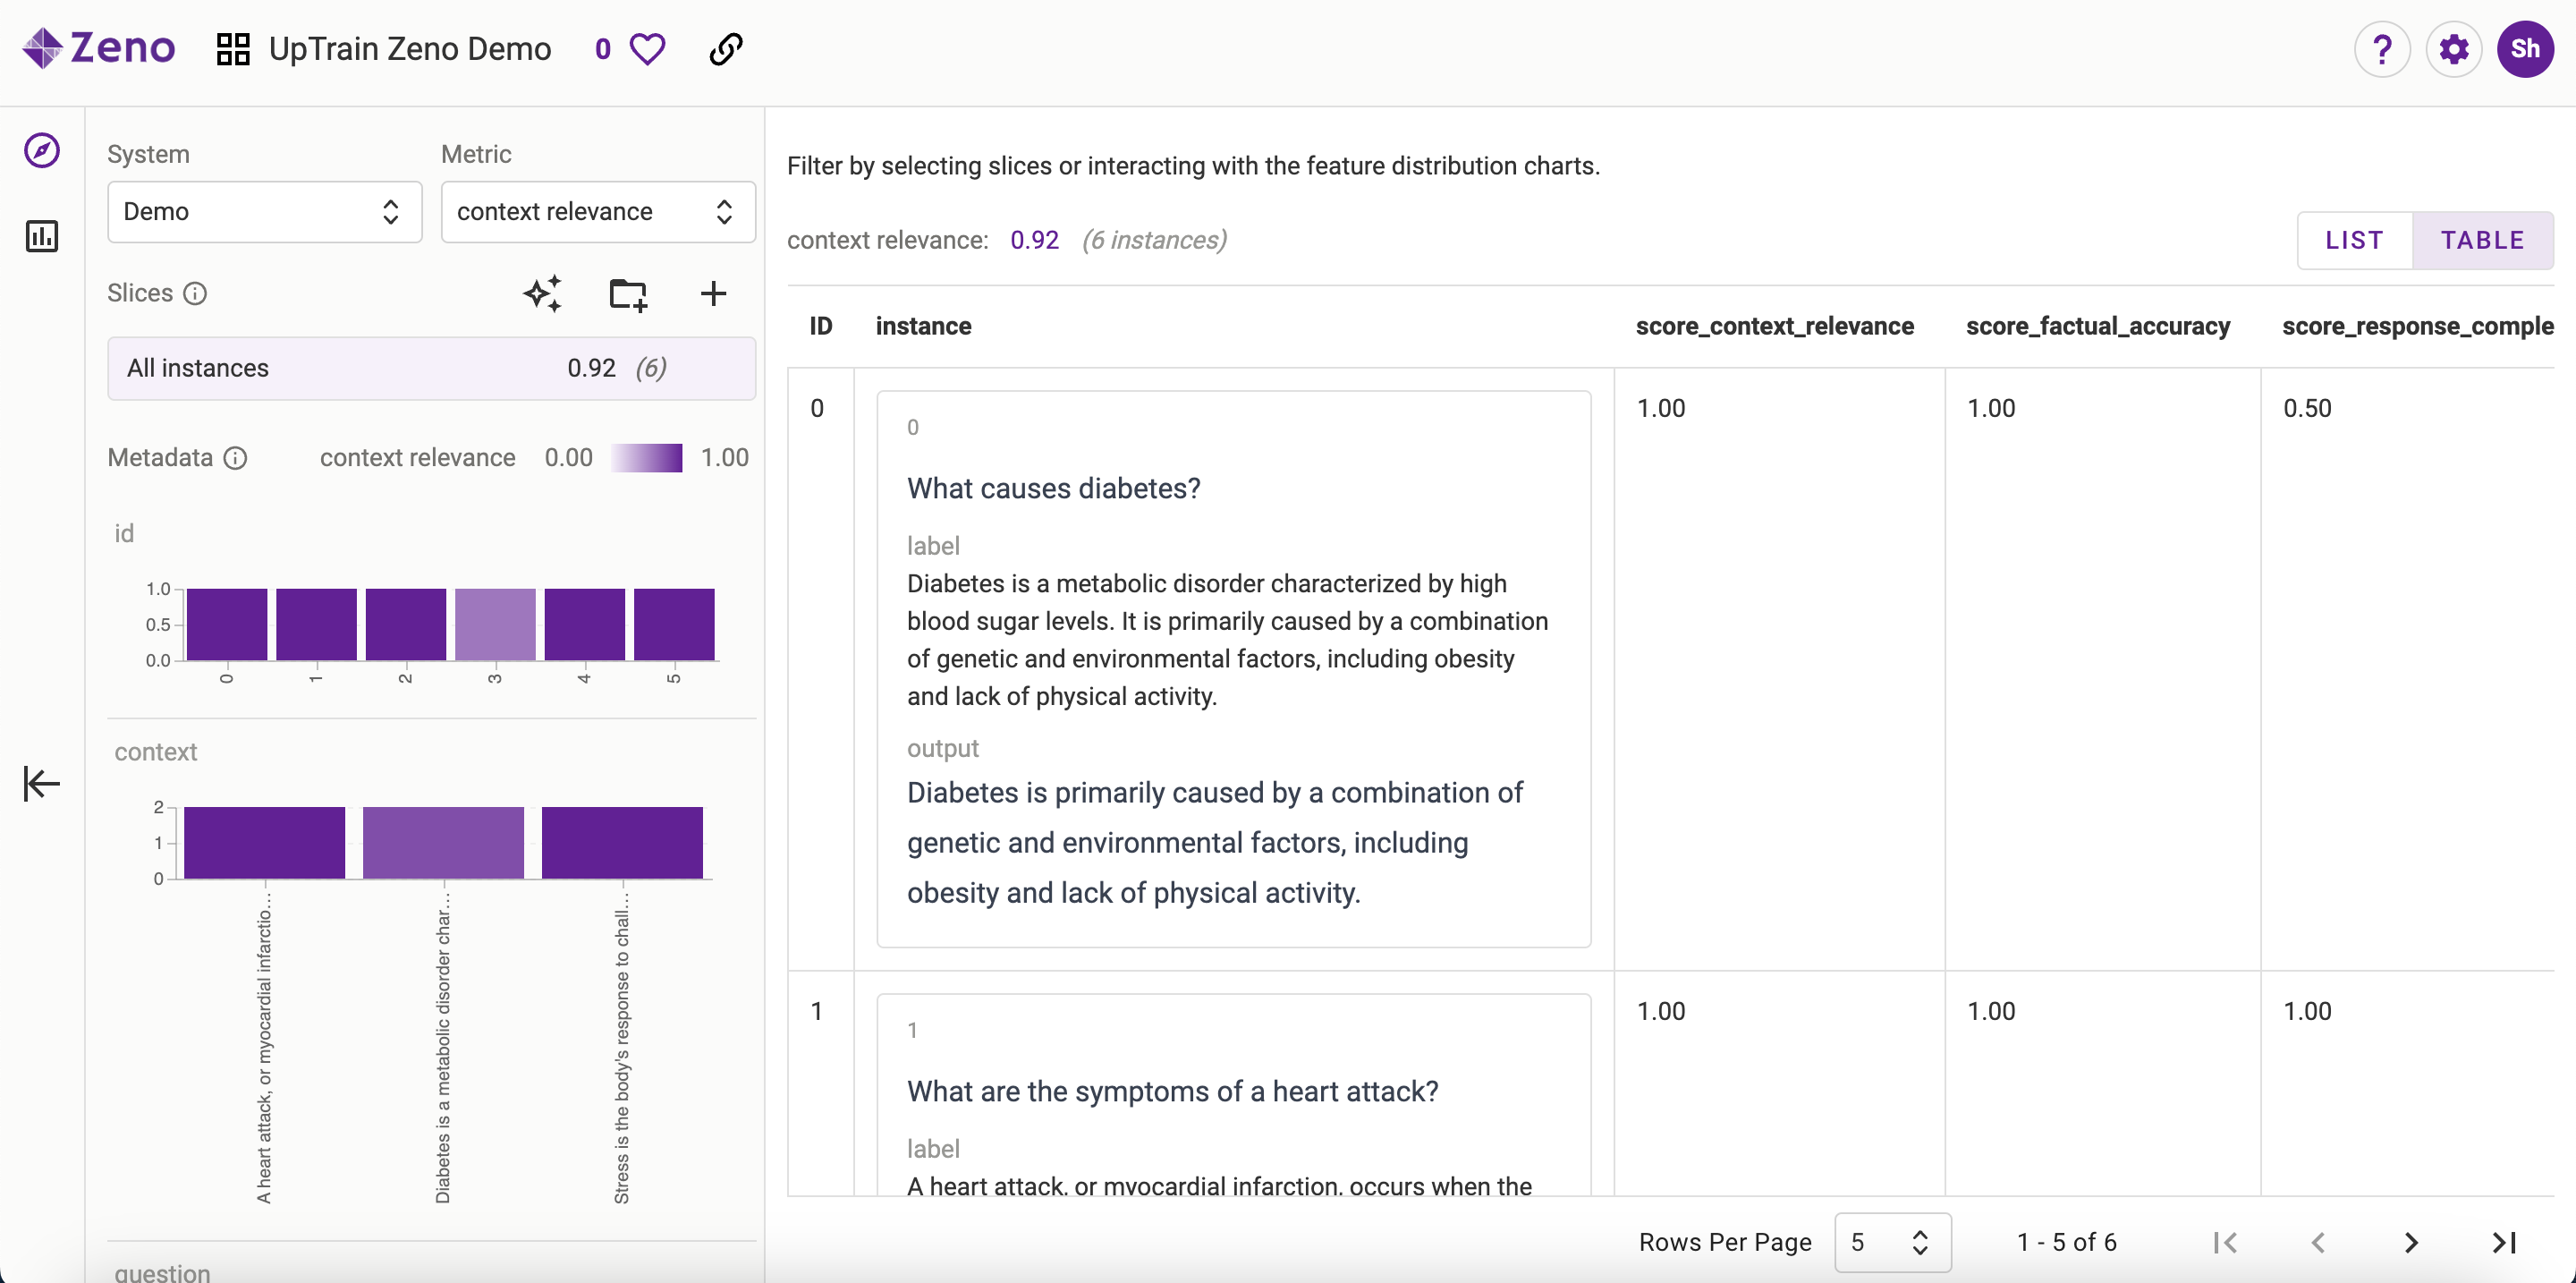 Zeno
UpTrain Zeno Demo
0
?
Sh
System
Metric
Demo
context relevance
Slices
All instances 0.92 (6)
Metadata
context relevance 0.00 1.00
id
1.0
0.5
0.0
0 1 2 3 4 5
context
2
1
0
A heart attack, or myocardial infarctio...
Diabetes is a metabolic disorder char...
Stress is the body's response to chall...
question
Filter by selecting slices or interacting with the feature distribution charts.
context relevance: 0.92 (6 instances)
LIST TABLE
ID instance score_context_relevance score_factual_accuracy score_response_comple
0
0
What causes diabetes?
label
Diabetes is a metabolic disorder characterized by high
blood sugar levels. It is primarily caused by a combination
of genetic and environmental factors, including obesity
and lack of physical activity.
output
Diabetes is primarily caused by a combination of
genetic and environmental factors, including
obesity and lack of physical activity.
1.00 1.00 0.50
1
1
What are the symptoms of a heart attack?
label
A heart attack, or myocardial infarction, occurs when the
1.00 1.00 1.00
Rows Per Page 5 1 - 5 of 6